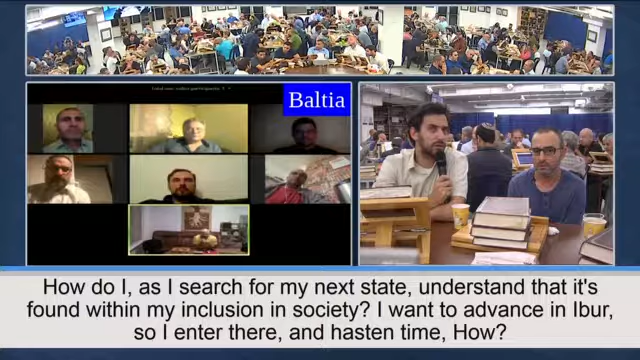 Baltia
How do I, as I search for my next state, understand that it's
found within my inclusion in society? I want to advance in Ibur,
so I enter there, and hasten time, How?